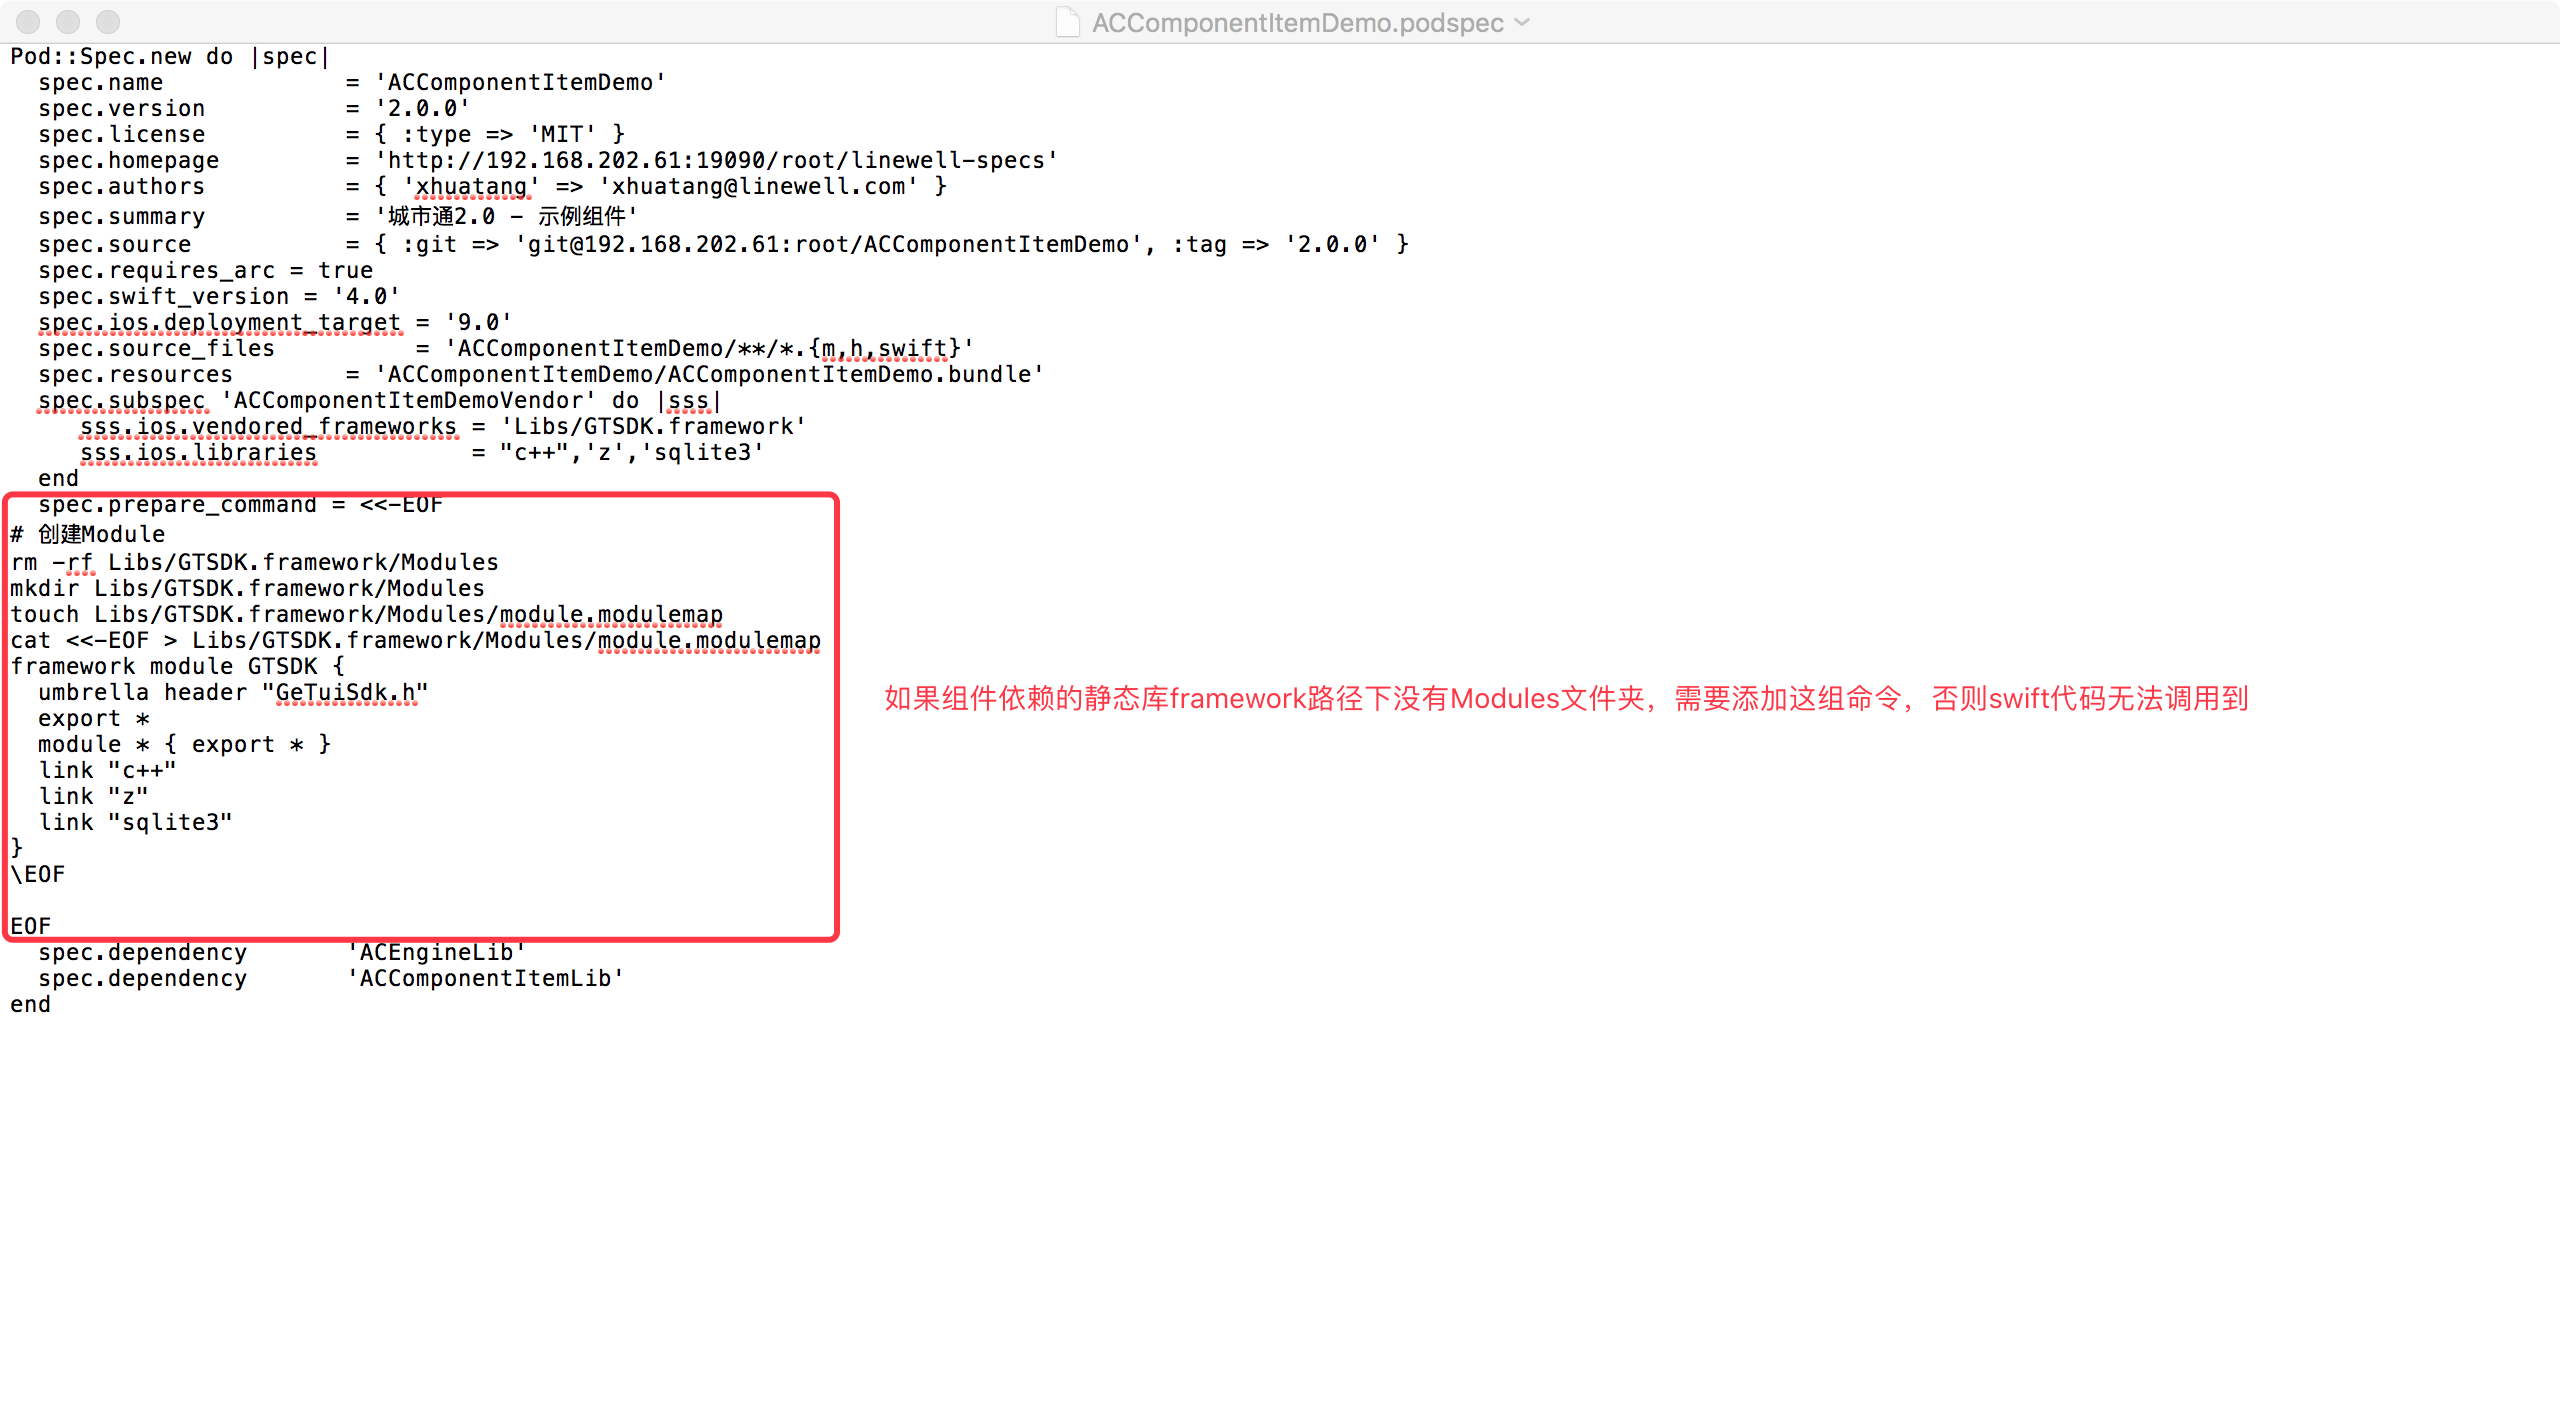 ACComponentItemDemo.podspec
Pod::Spec.new do |spec|
  spec.name             = 'ACComponentItemDemo'
  spec.version          = '2.0.0'
  spec.license          = { :type => 'MIT' }
  spec.homepage         = 'http://192.168.202.61:19090/root/linewell-specs'
  spec.authors          = { 'xhuatang' => 'xhuatang@linewell.com' }
  spec.summary          = '城市通2.0 - 示例组件'
  spec.source           = { :git => 'git@192.168.202.61:root/ACComponentItemDemo', :tag => '2.0.0' }
  spec.requires_arc = true
  spec.swift_version = '4.0'
  spec.ios.deployment_target = '9.0'
  spec.source_files          = 'ACComponentItemDemo/**/*.{m,h,swift}'
  spec.resources        = 'ACComponentItemDemo/ACComponentItemDemo.bundle'
  spec.subspec 'ACComponentItemDemoVendor' do |sss|
     sss.ios.vendored_frameworks = 'Libs/GTSDK.framework'
     sss.ios.libraries           = "c++",'z','sqlite3'
  end
  spec.prepare_command = <<-EOF
# 创建Module
rm -rf Libs/GTSDK.framework/Modules
mkdir Libs/GTSDK.framework/Modules
touch Libs/GTSDK.framework/Modules/module.modulemap
cat <<-EOF > Libs/GTSDK.framework/Modules/module.modulemap
framework module GTSDK {
  umbrella header "GeTuiSdk.h"
  export *
  module * { export * }
  link "c++"
  link "z"
  link "sqlite3"
}
\EOF
EOF
  spec.dependency       'ACEngineLib'
  spec.dependency       'ACComponentItemLib'
end
如果组件依赖的静态库framework路径下没有Modules文件夹，需要添加这组命令，否则swift代码无法调用到